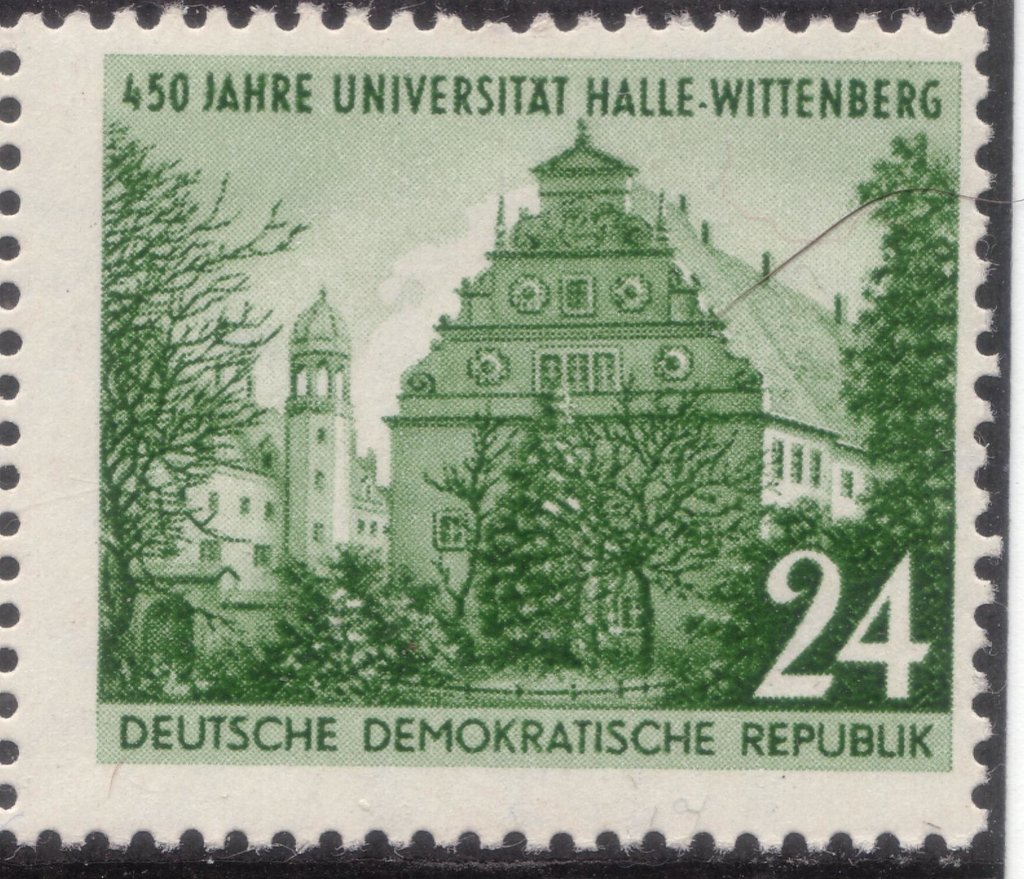 450 JAHRE UNIVERSITÄT HALLE-WITTENBERG
24
DEUTSCHE DEMOKRATISCHE REPUBLIK